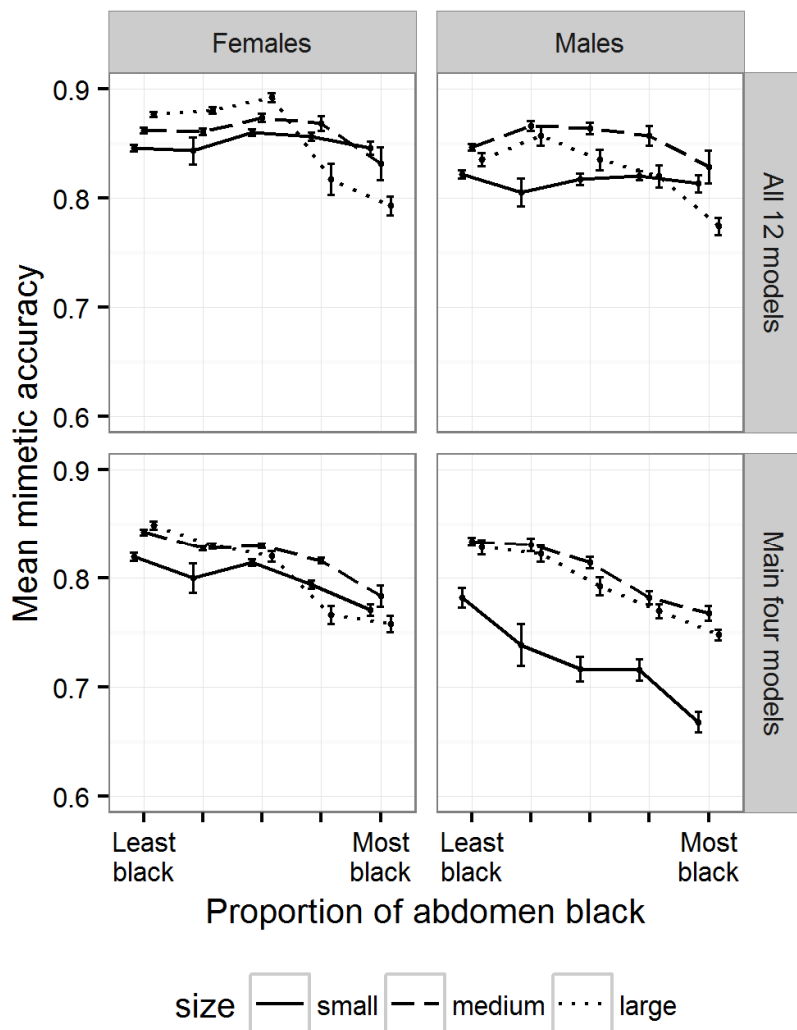 Females
Males
0.9
0.8
0.7
0.6
All 12 models
Mean mimetic accuracy
0.9
0.8
0.7
0.6
Main four models
Least
black
Most
black
Least
black
Most
black
Proportion of abdomen black
size small medium large